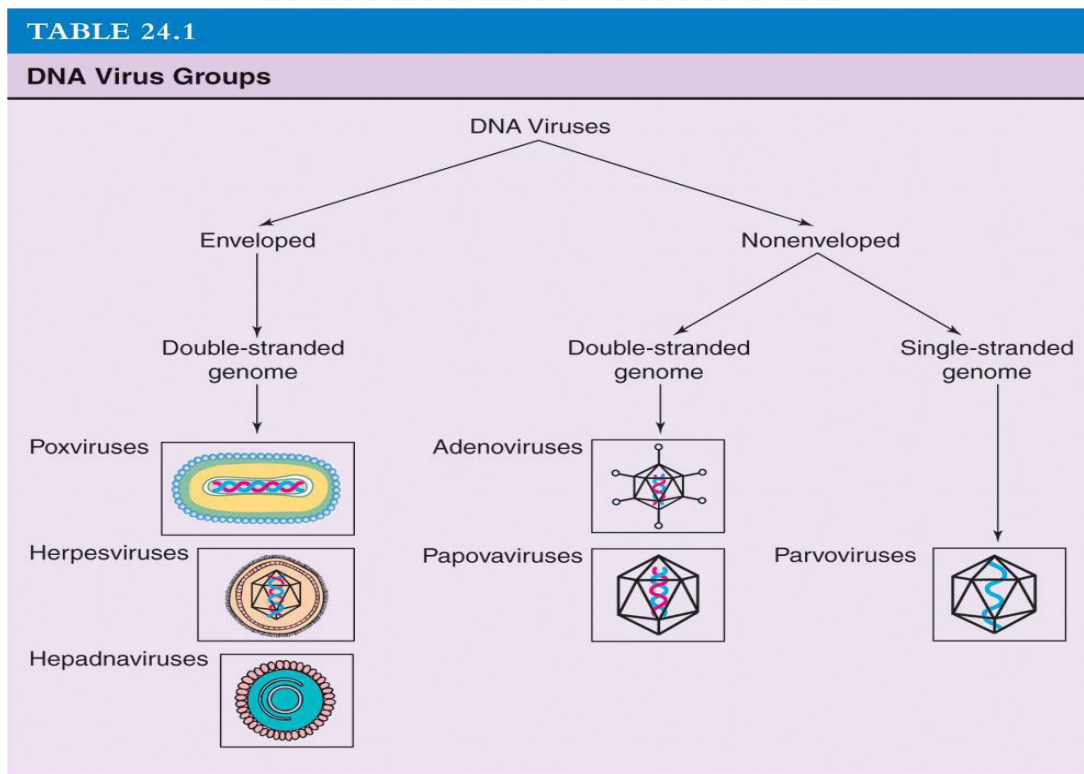 TABLE 24.1
DNA Virus Groups
DNA Viruses
Enveloped
Nonenveloped
Double-stranded
genome
Double-stranded
genome
Single-stranded
genome
Poxviruses
Adenoviruses
Herpesviruses
Papovaviruses
Parvoviruses
Hepadnaviruses